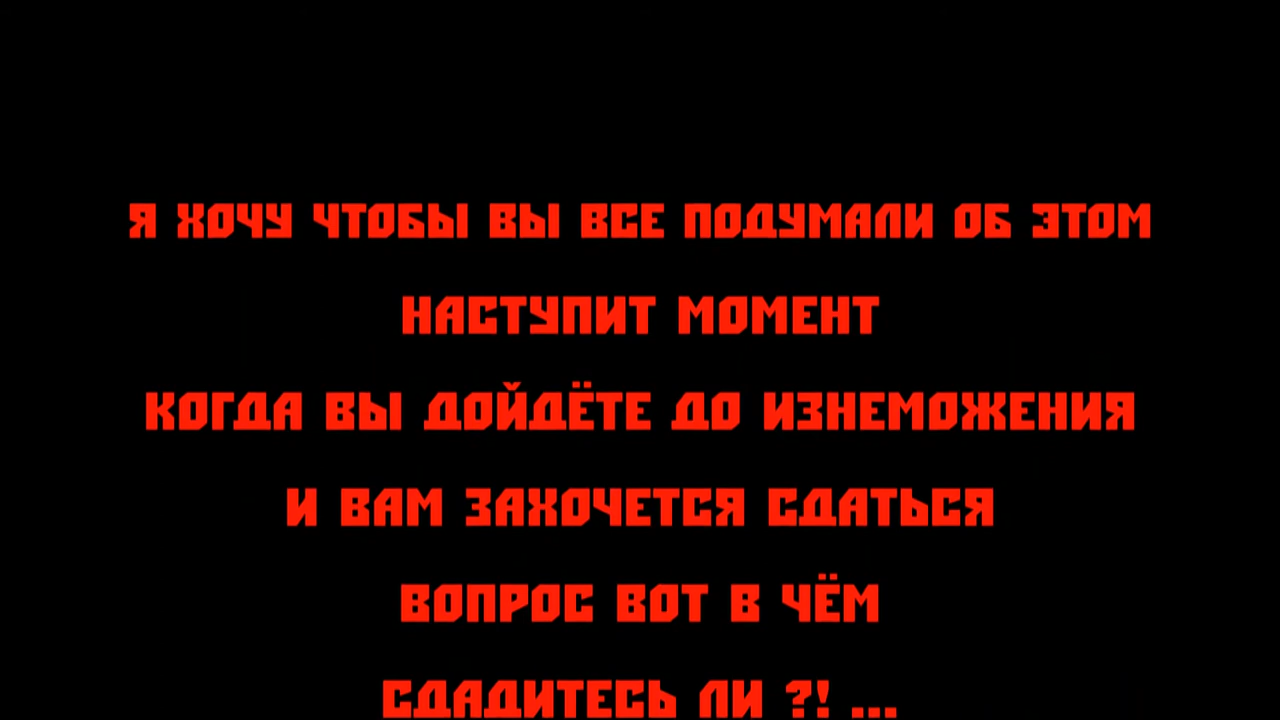 Я ХОЧУ ЧТОБЫ ВЫ ВСЕ ПОДУМАЛИ ОБ ЭТОМ
НАСТУПИТ МОМЕНТ
КОГДА ВЫ ДОЙДЁТЕ ДО ИЗНЕМОЖЕНИЯ
И ВАМ ЗАХОЧЕТСЯ СДАТЬСЯ
ВОПРОС ВОТ В ЧЁМ
СДАДИТЕСЬ ЛИ ?! ...